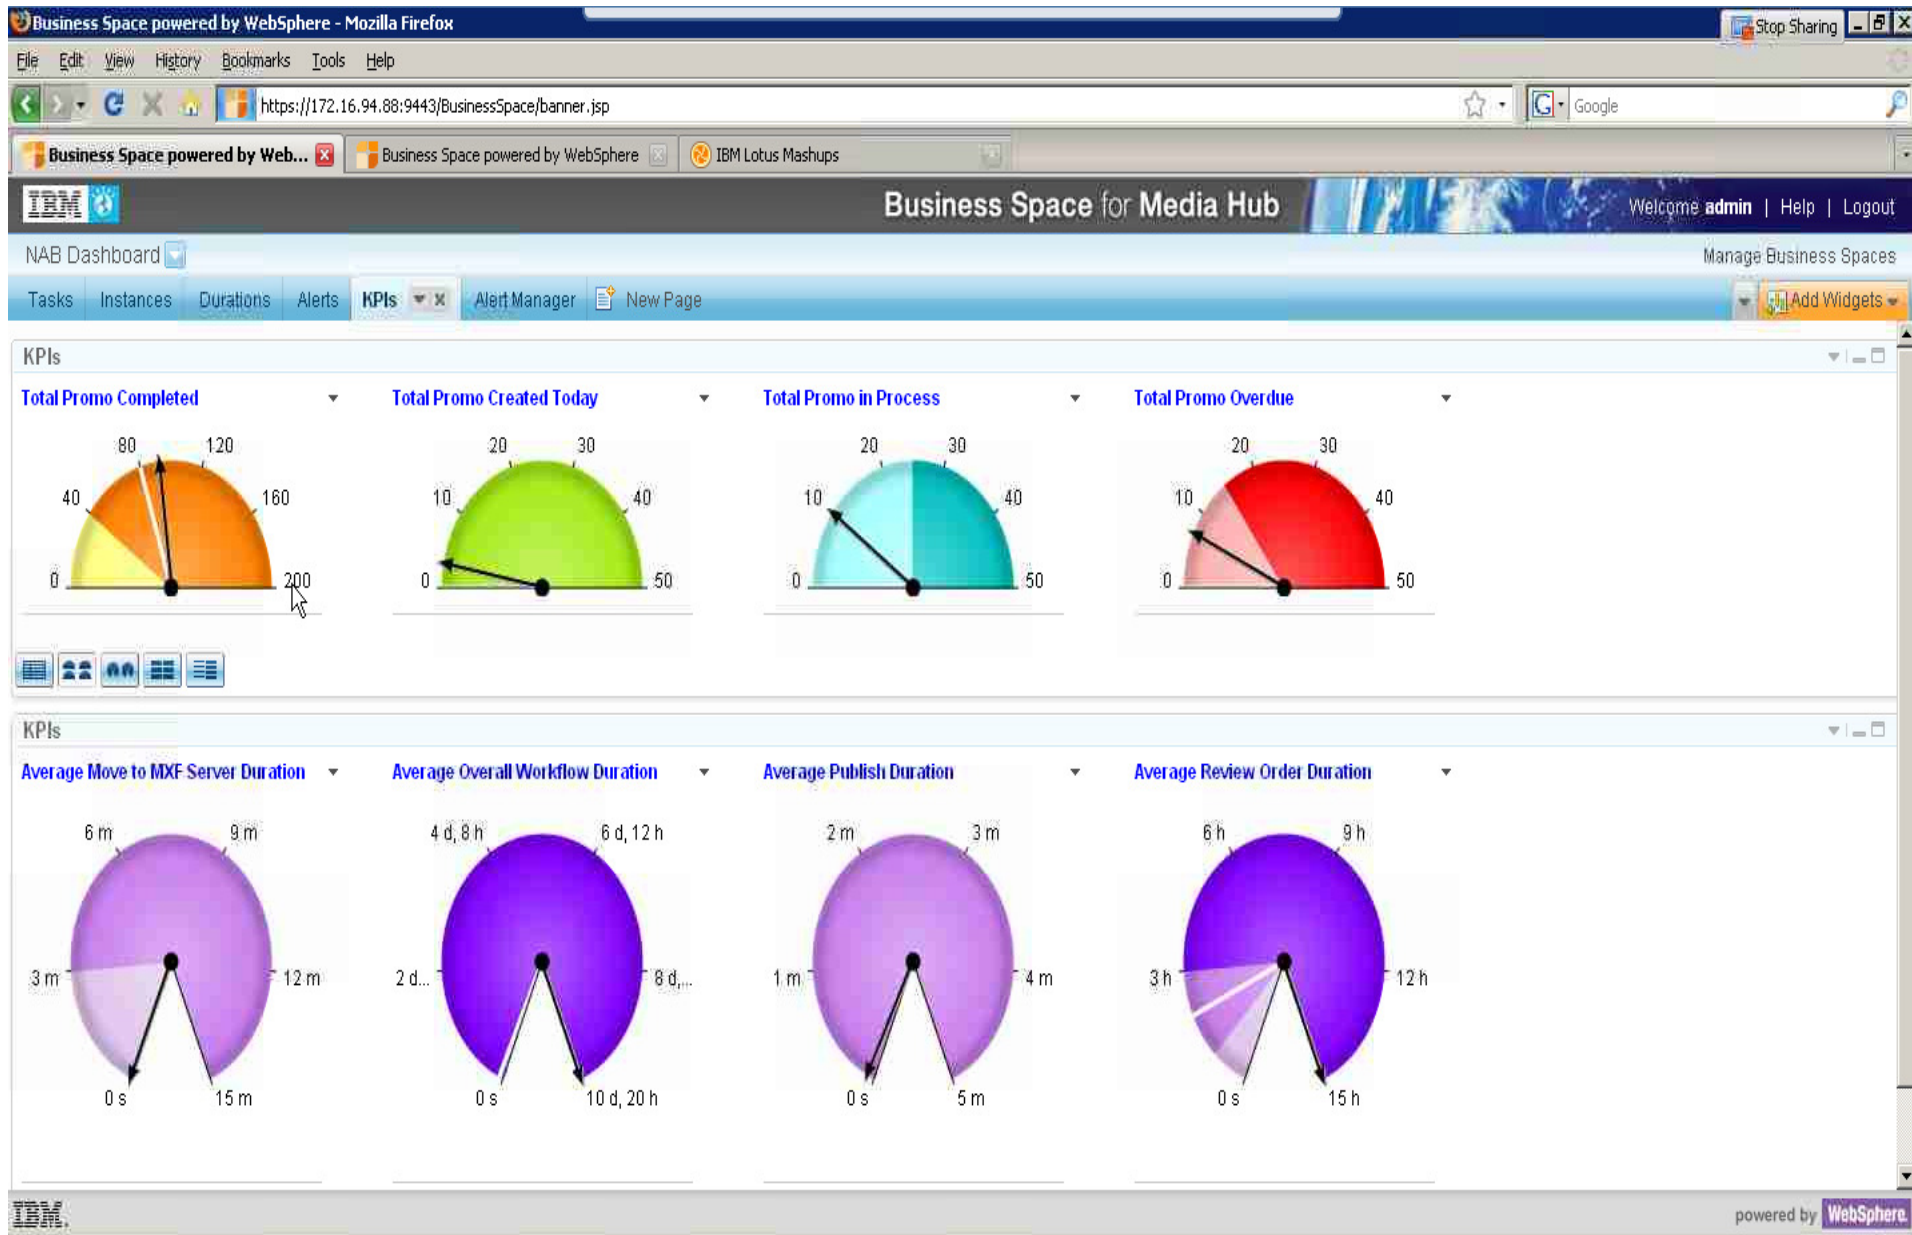 Business Space powered by WebSphere - Mozilla Firefox
Stop Sharing
File Edit View History Bookmarks Tools Help
https://172.16.94.88:9443/BusinessSpace/banner.jsp
Google
Business Space powered by Web...
Business Space powered by WebSphere
IBM Lotus Mashups
IBM
Business Space for Media Hub
Welcome admin | Help | Logout
NAB Dashboard
Manage Business Spaces
Tasks Instances Durations Alerts KPIs Alert Manager New Page
Add Widgets
KPIs
Total Promo Completed
0 40 80 120 160 200
Total Promo Created Today
0 10 20 30 40 50
Total Promo in Process
0 10 20 30 40 50
Total Promo Overdue
0 10 20 30 40 50
KPIs
Average Move to MXF Server Duration
0 s 3 m 6 m 9 m 12 m 15 m
Average Overall Workflow Duration
0 s 2 d... 4 d, 8 h 6 d, 12 h 8 d,... 10 d, 20 h
Average Publish Duration
0 s 1 m 2 m 3 m 4 m 5 m
Average Review Order Duration
0 s 3 h 6 h 9 h 12 h 15 h
IBM.
powered by WebSphere.